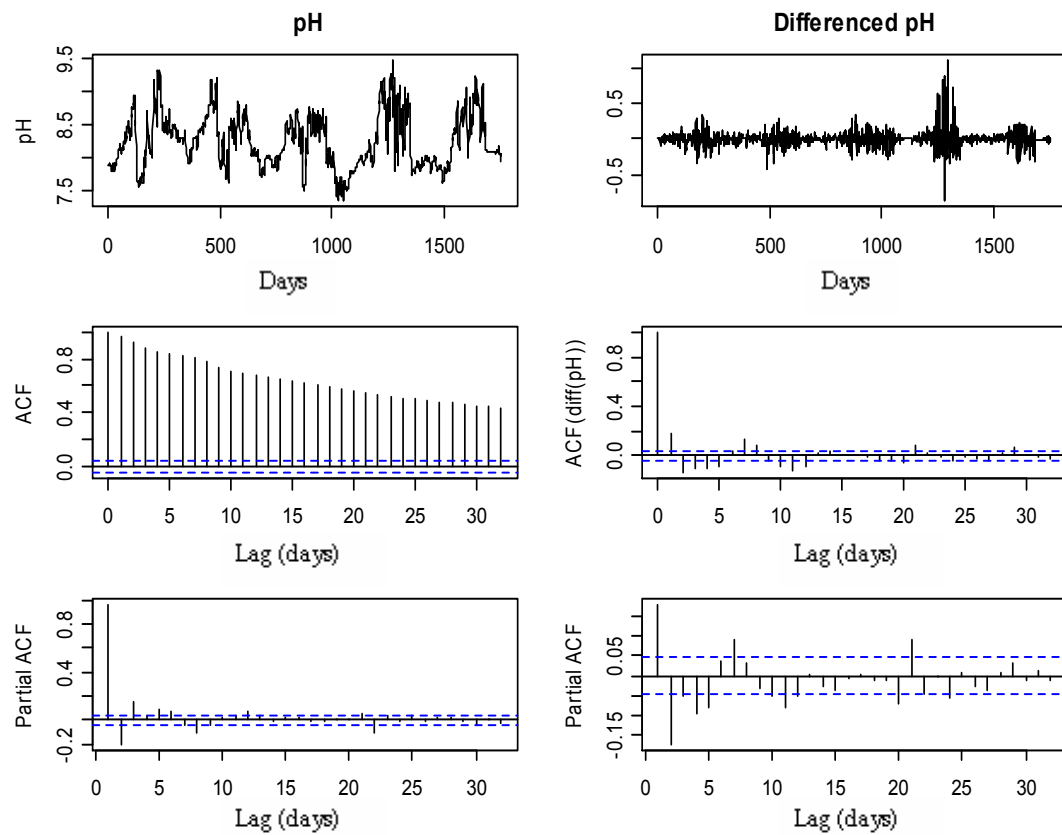 pH
pH
7.5 8.5 9.5
0 500 1000 1500
Days
Differenced pH
-0.5 0.5
0 500 1000 1500
Days
ACF
0.0 0.4 0.8
0 5 10 15 20 25 30
Lag (days)
ACF(diff(pH))
0.0 0.4 0.8
0 5 10 15 20 25 30
Lag (days)
Partial ACF
-0.2 0.4 0.8
0 5 10 15 20 25 30
Lag (days)
Partial ACF
-0.15 0.05
0 5 10 15 20 25 30
Lag (days)